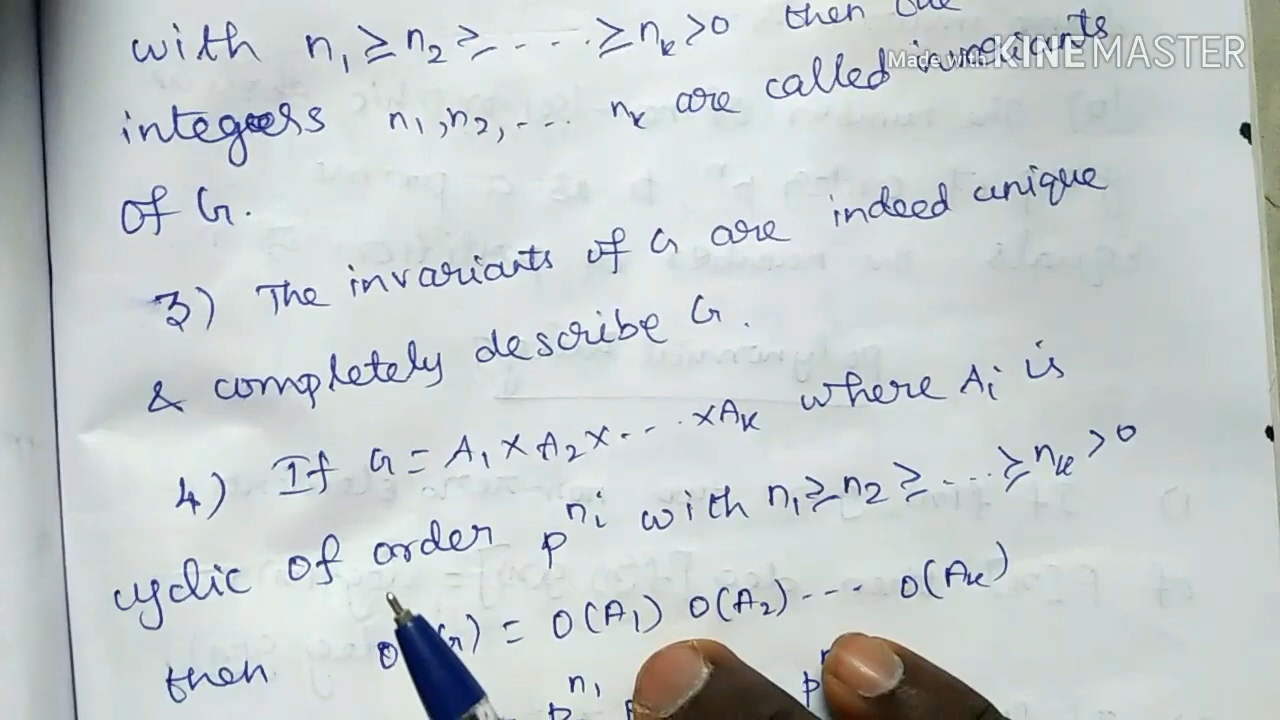 with n₁ ≥ n₂ ≥ ... ≥ nₖ > 0 then
Made with KINEMASTER
integers n₁, n₂, ... nₖ are called invariants
of G.
3) The invariants of G are indeed unique
& completely describe G.
4) If G = A₁ × A₂ × ... × Aₖ where Aᵢ is
cyclic of order p^nᵢ with n₁ ≥ n₂ ≥ ... ≥ nₖ > 0
then O(G) = O(A₁) O(A₂) ... O(Aₖ)
p^n₁ p